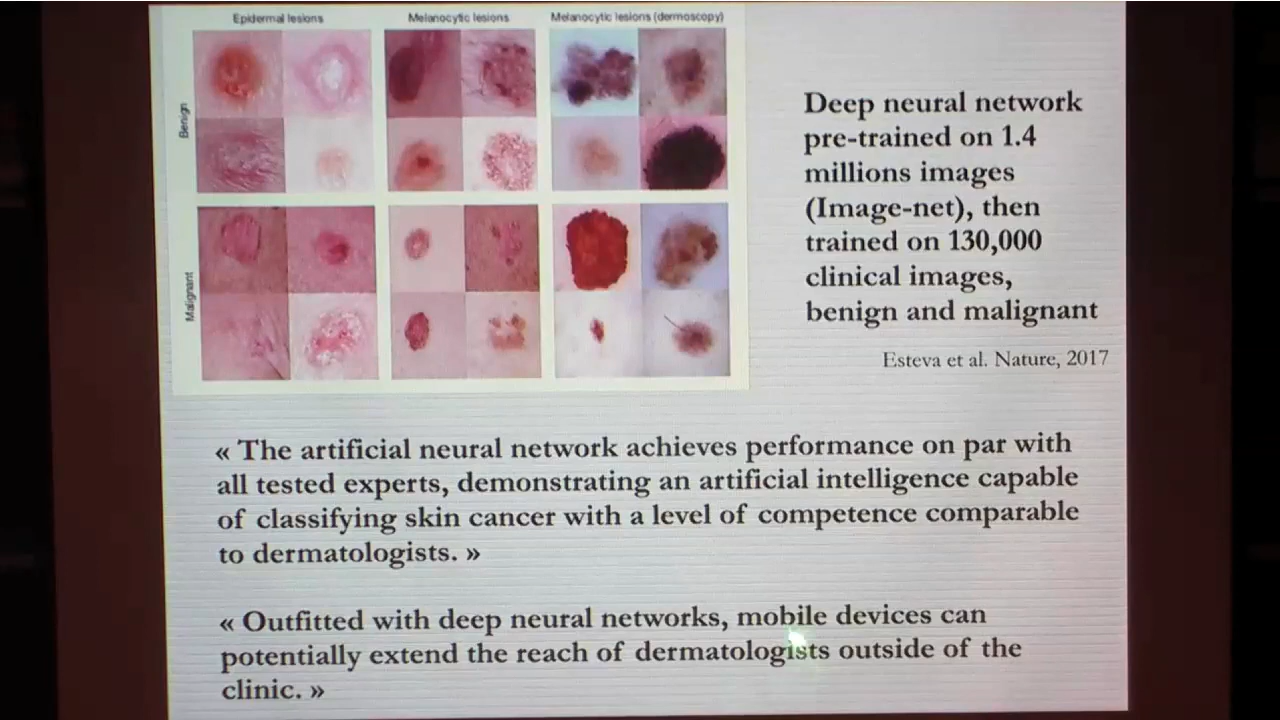 Epidermal lesions
Melanocytic lesions
Melanocytic lesions (dermoscopy)
Benign
Malignant
Deep neural network
pre-trained on 1.4
millions images
(Image-net), then
trained on 130,000
clinical images,
benign and malignant
Esteva et al. Nature, 2017
« The artificial neural network achieves performance on par with
all tested experts, demonstrating an artificial intelligence capable
of classifying skin cancer with a level of competence comparable
to dermatologists. »
« Outfitted with deep neural networks, mobile devices can
potentially extend the reach of dermatologists outside of the
clinic. »